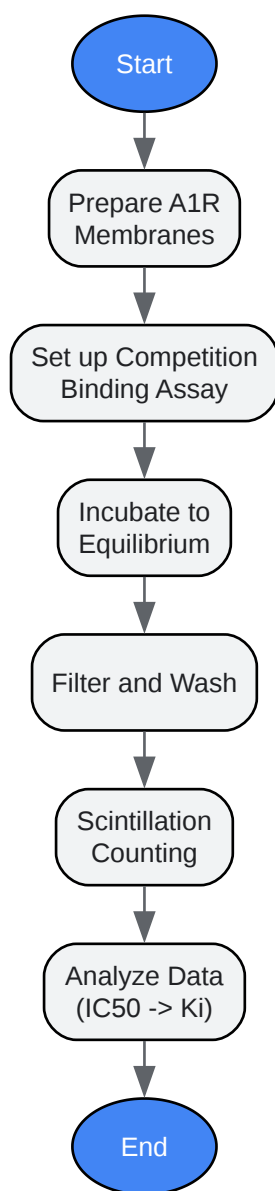 Start
Prepare A1R
Membranes
Set up Competition
Binding Assay
Incubate to
Equilibrium
Filter and Wash
Scintillation
Counting
Analyze Data
(IC50 -> Ki)
End